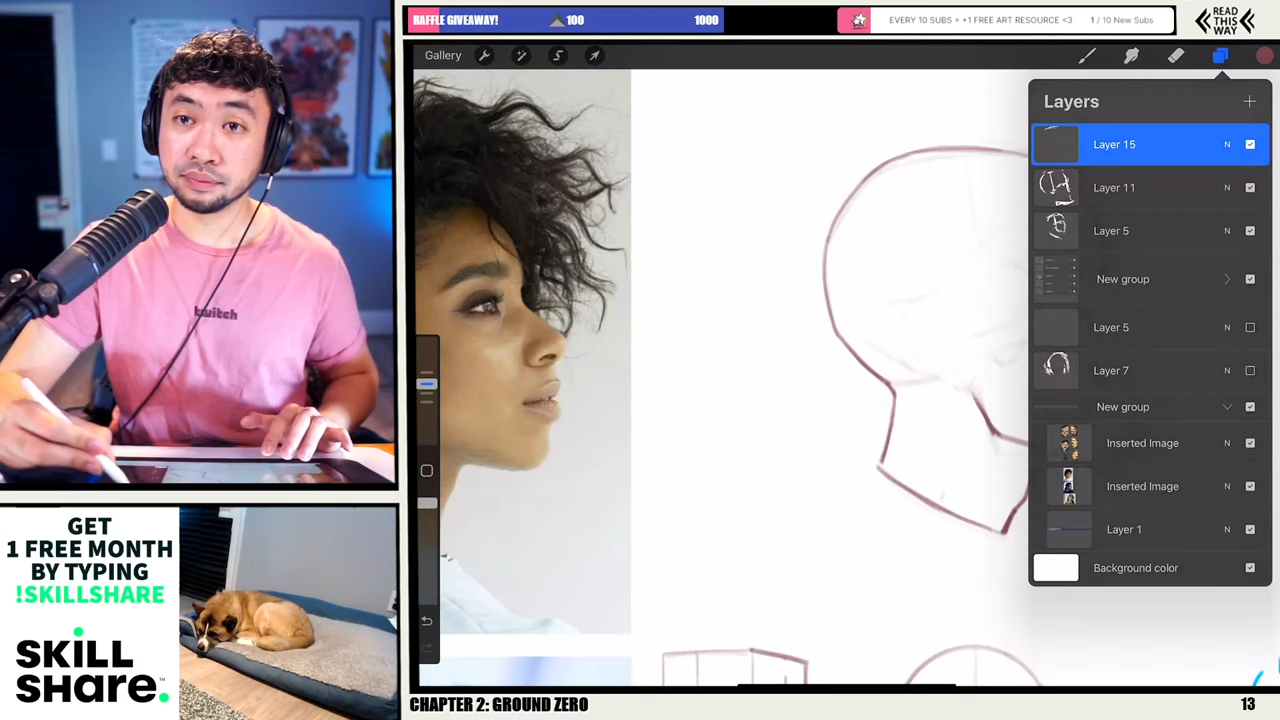 RAFFLE GIVEAWAY!
100
1000
EVERY 10 SUBS = +1 FREE ART RESOURCE <3
1 / 10 New Subs
READ
THIS
WAY
Gallery
Layers
Layer 15
N
Layer 11
N
Layer 5
N
New group
Layer 5
N
Layer 7
N
New group
Inserted Image
N
Inserted Image
N
Layer 1
N
Background color
twitch
GET
1 FREE MONTH
BY TYPING
!SKILLSHARE
SKILL
SHaRe.
CHAPTER 2: GROUND ZERO
13